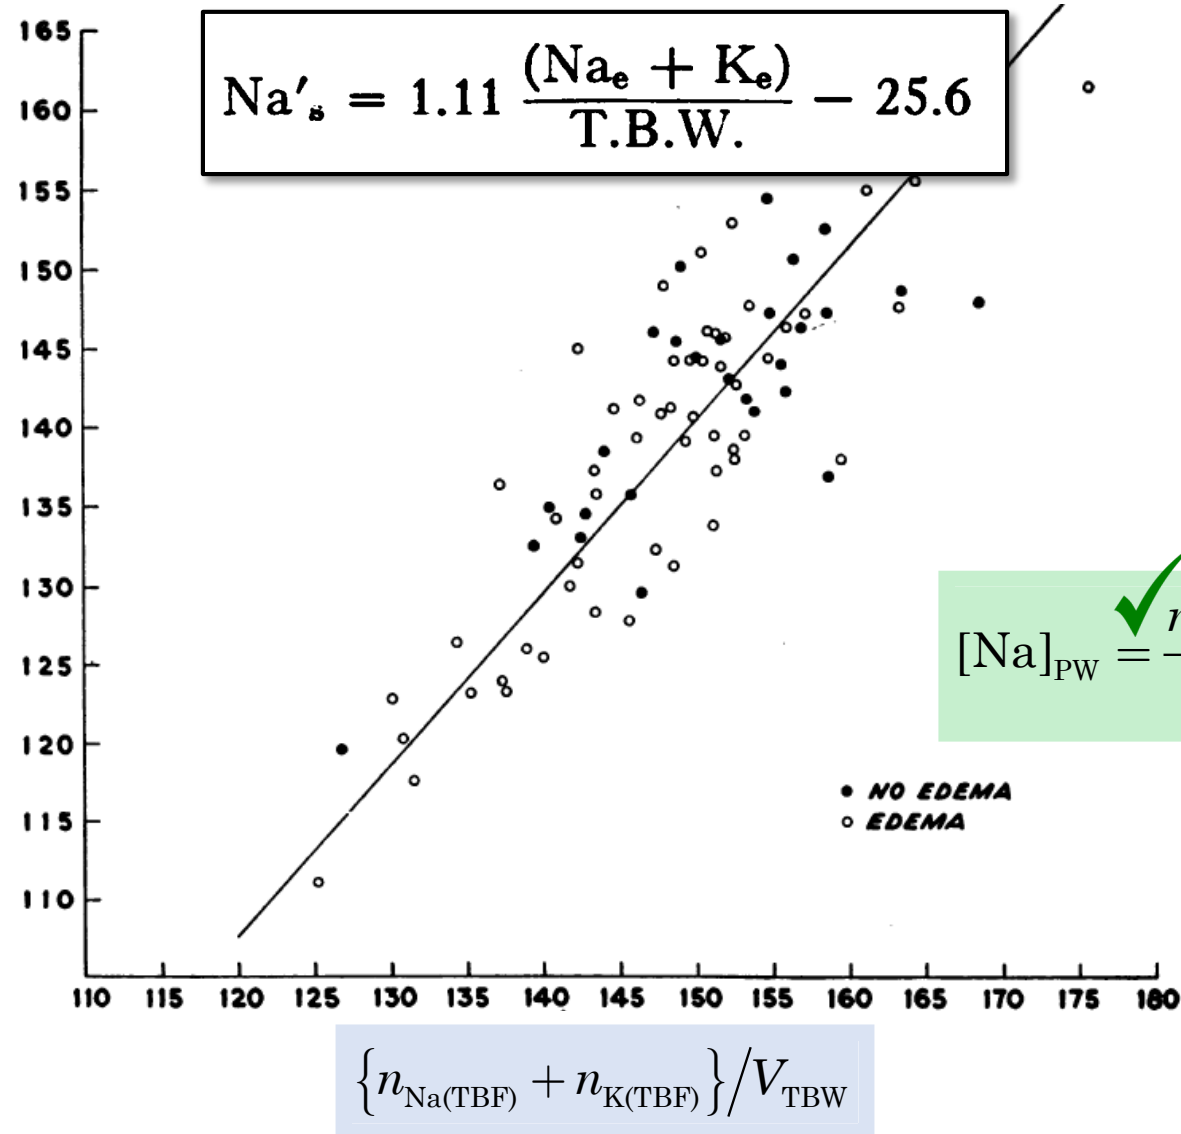 165
160
155
150
145
140
135
130
125
120
115
110
Na′s = 1.11 (Nae + Ke) / T.B.W. − 25.6
[Na]PW =
● NO EDEMA
○ EDEMA
110 115 120 125 130 135 140 145 150 155 160 165 170 175 180
{nNa(TBF) + nK(TBF)}/VTBW